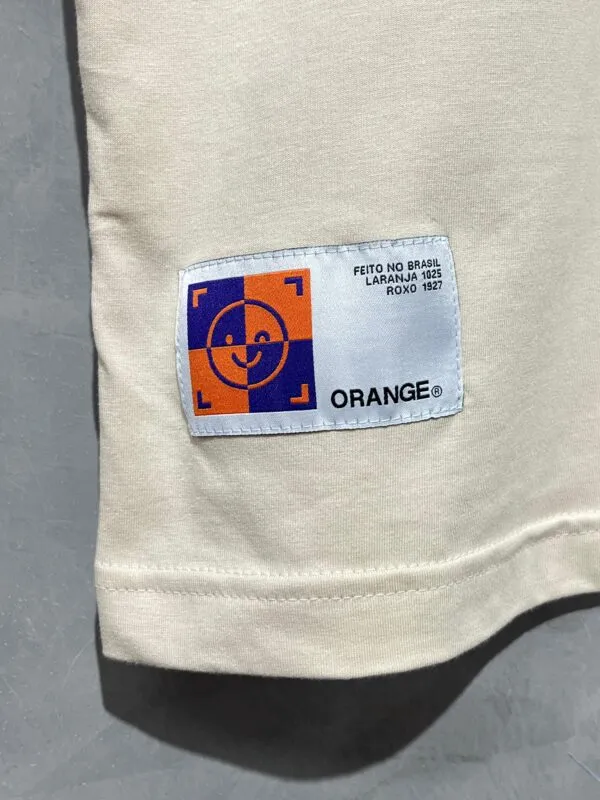 FEITO NO BRASIL
LARANJA 1025
ROXO 1927
ORANGE®